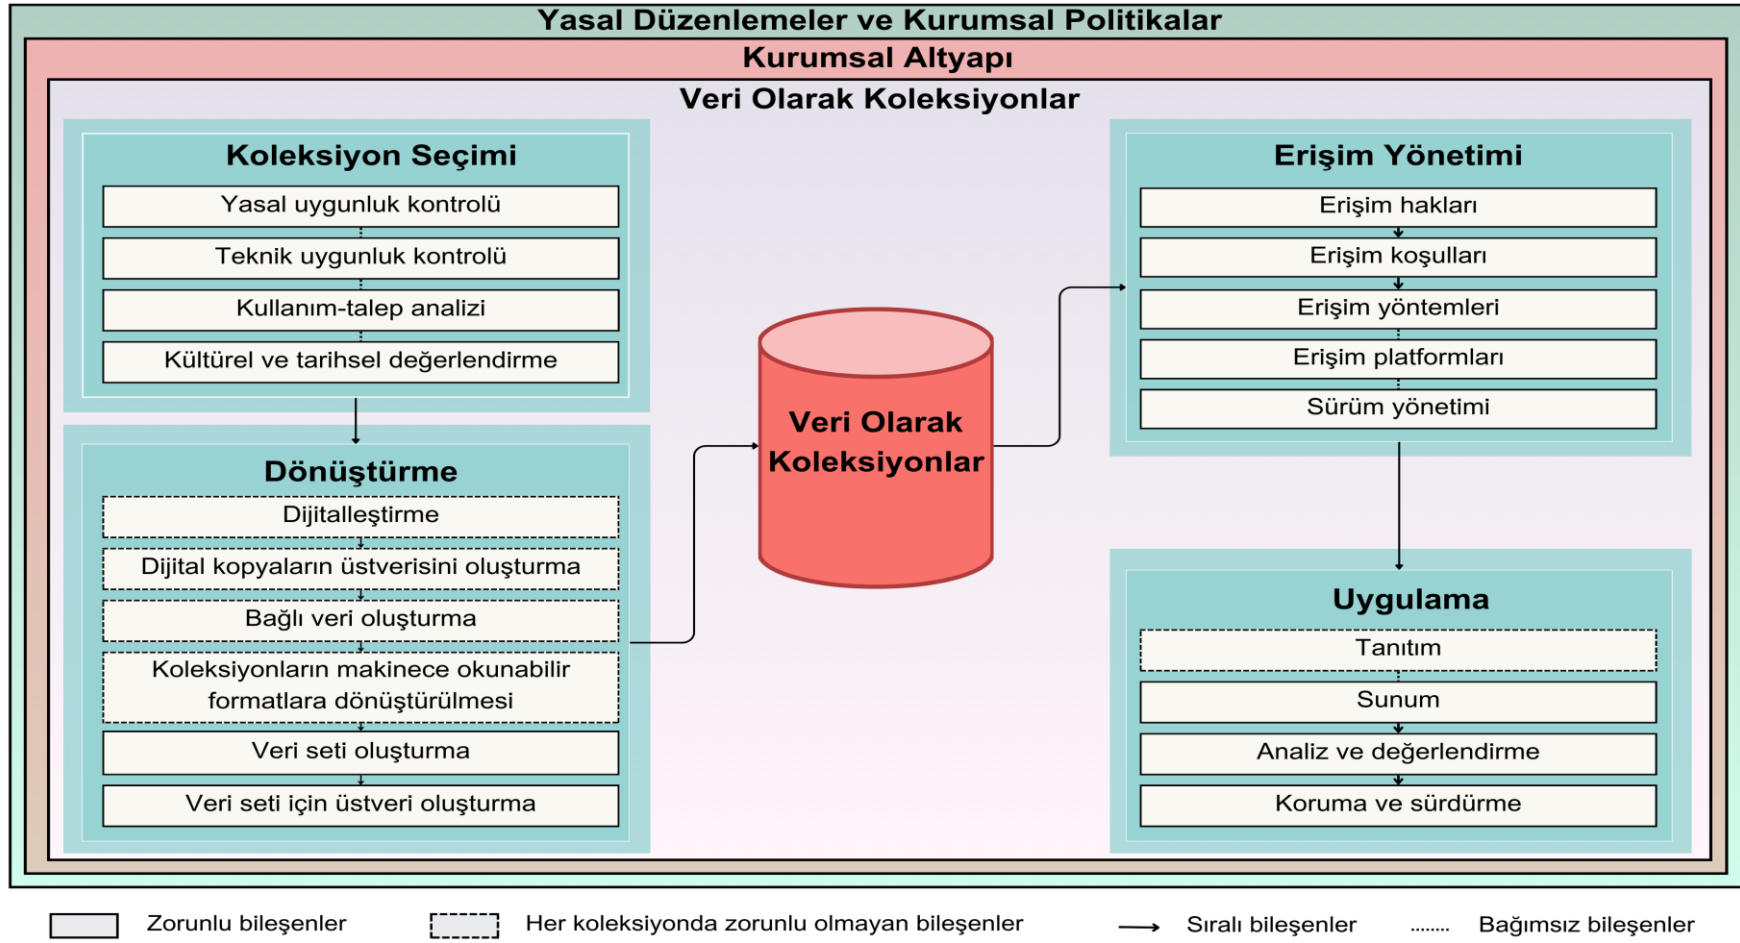 Yasal Düzenlemeler ve Kurumsal Politikalar
Kurumsal Altyapı
Veri Olarak Koleksiyonlar
Koleksiyon Seçimi
Yasal uygunluk kontrolü
Teknik uygunluk kontrolü
Kullanım-talep analizi
Kültürel ve tarihsel değerlendirme
Dönüştürme
Dijitalleştirme
Dijital kopyaların üstverisini oluşturma
Bağlı veri oluşturma
Koleksiyonların makinece okunabilir
formatlara dönüştürülmesi
Veri seti oluşturma
Veri seti için üstveri oluşturma
Veri Olarak
Koleksiyonlar
Erişim Yönetimi
Erişim hakları
Erişim koşulları
Erişim yöntemleri
Erişim platformları
Sürüm yönetimi
Uygulama
Tanıtım
Sunum
Analiz ve değerlendirme
Koruma ve sürdürme
Zorunlu bileşenler
Her koleksiyonda zorunlu olmayan bileşenler
Sıralı bileşenler
Bağımsız bileşenler